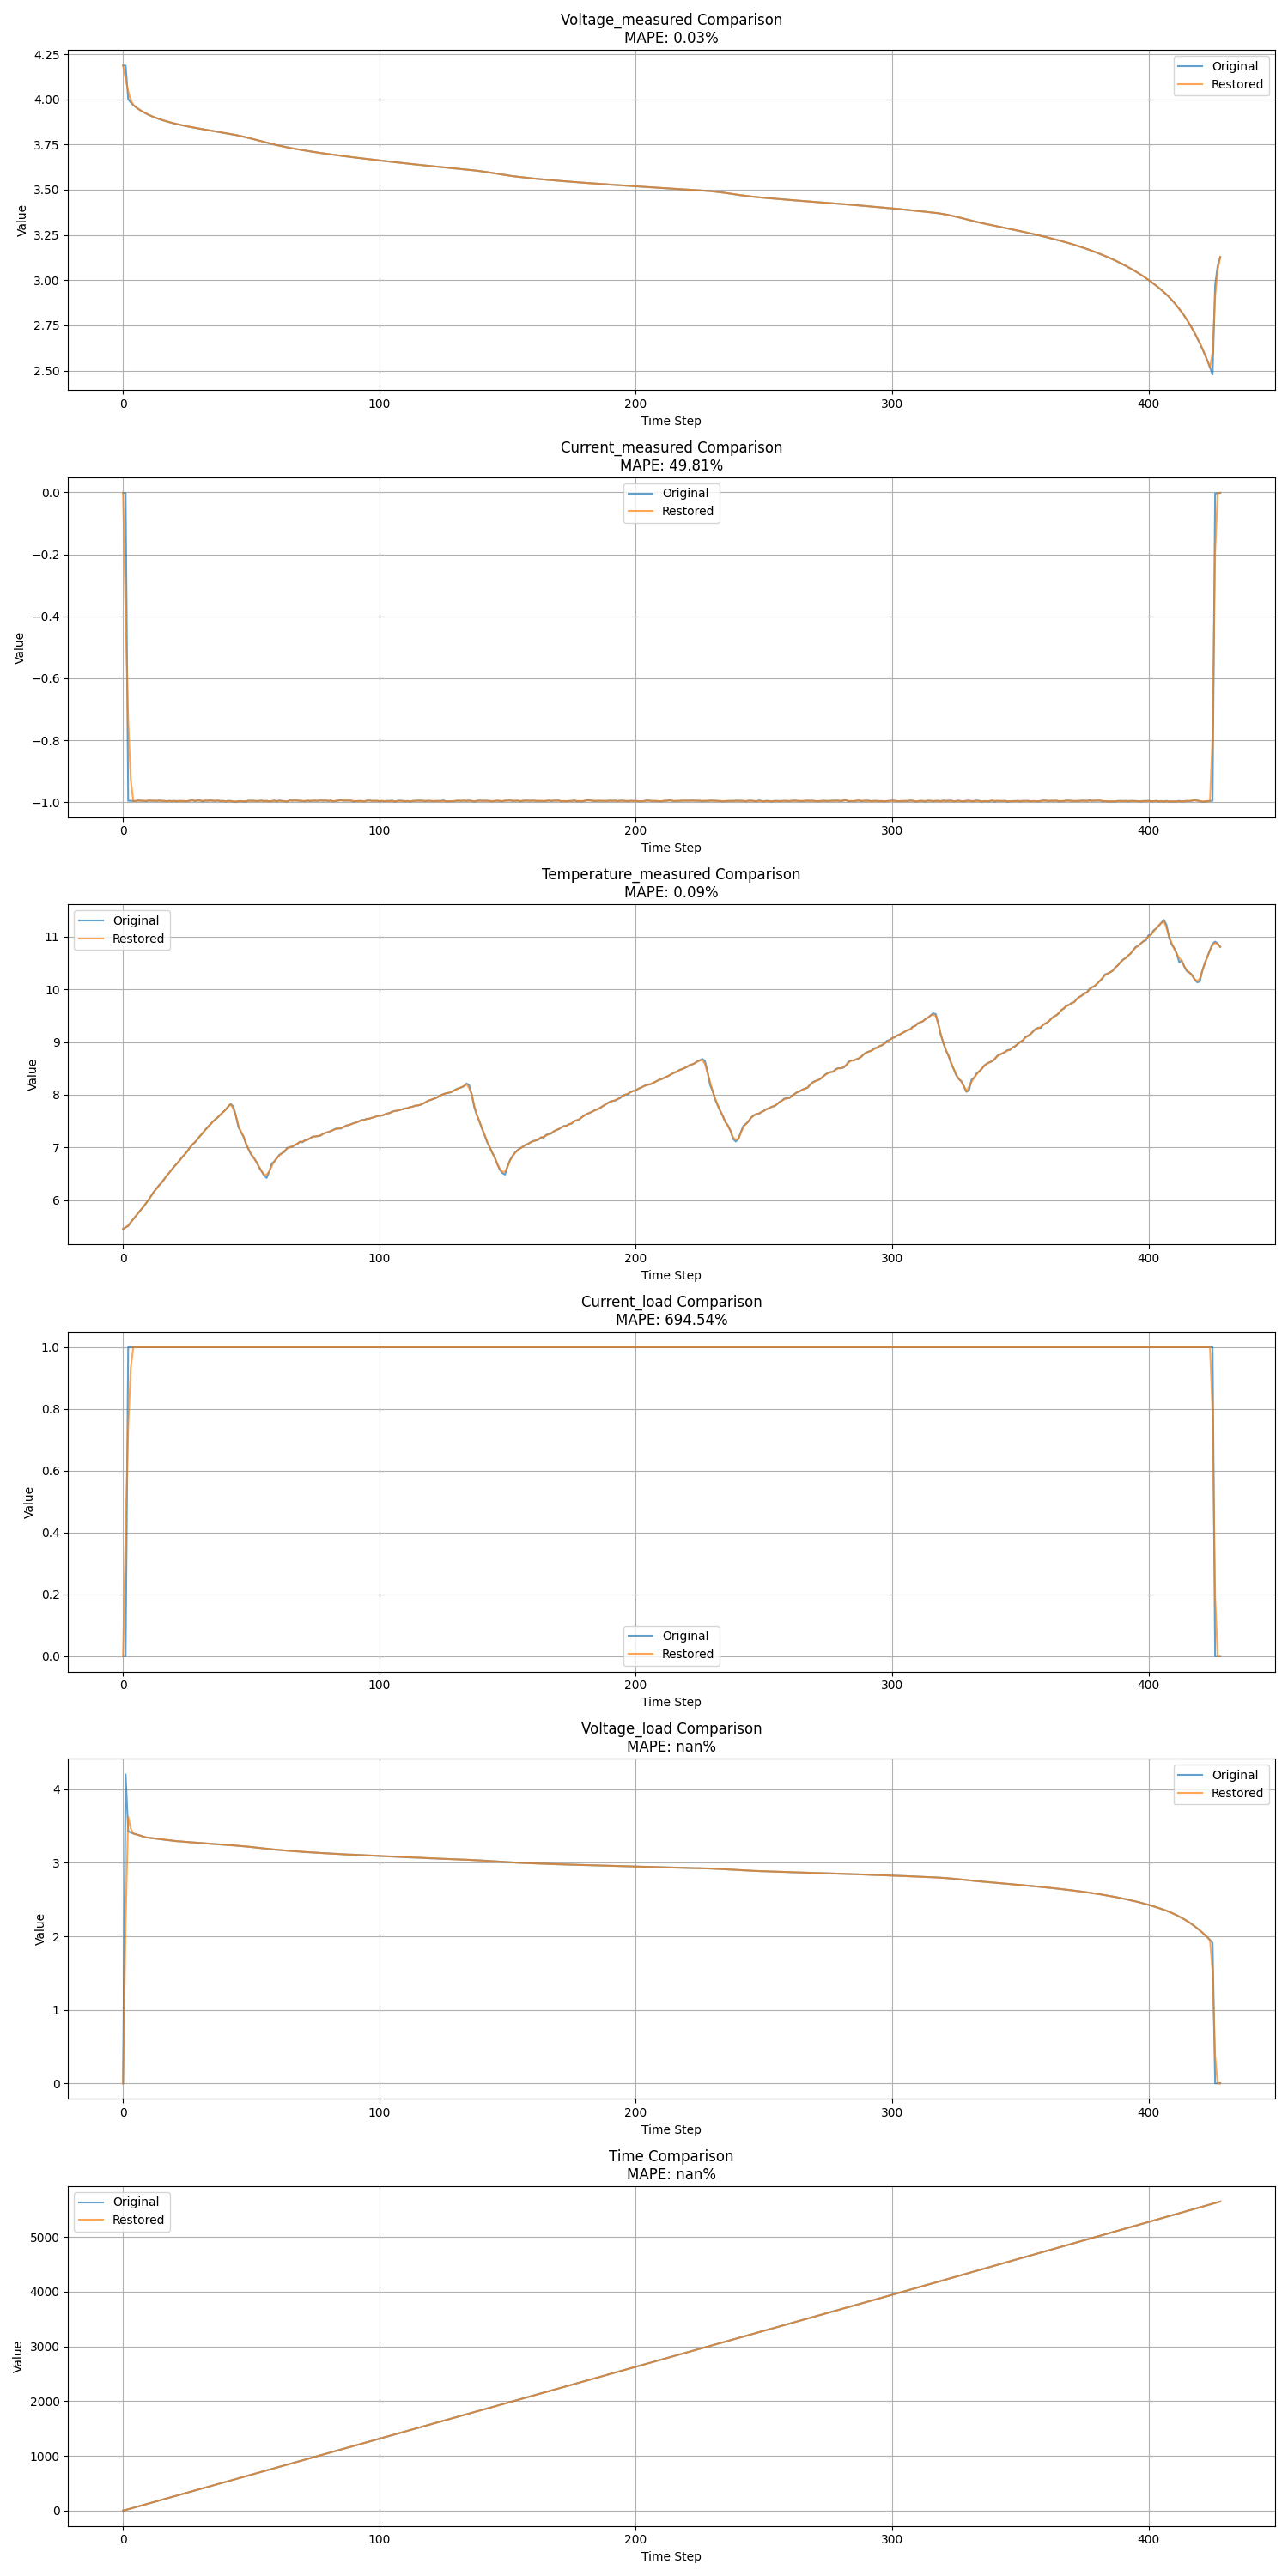 Voltage_measured Comparison
MAPE: 0.03%
4.25
4.00
3.75
3.50
3.25
3.00
2.75
2.50
Value
Original
Restored
0 100 200 300 400
Time Step
Current_measured Comparison
MAPE: 49.81%
0.0
−0.2
−0.4
−0.6
−0.8
−1.0
Value
Original
Restored
0 100 200 300 400
Time Step
Temperature_measured Comparison
MAPE: 0.09%
11
10
9
8
7
6
Value
Original
Restored
0 100 200 300 400
Time Step
Current_load Comparison
MAPE: 694.54%
1.0
0.8
0.6
0.4
0.2
0.0
Value
Original
Restored
0 100 200 300 400
Time Step
Voltage_load Comparison
MAPE: nan%
4
3
2
1
0
Value
Original
Restored
0 100 200 300 400
Time Step
Time Comparison
MAPE: nan%
5000
4000
3000
2000
1000
0
Value
Original
Restored
0 100 200 300 400
Time Step